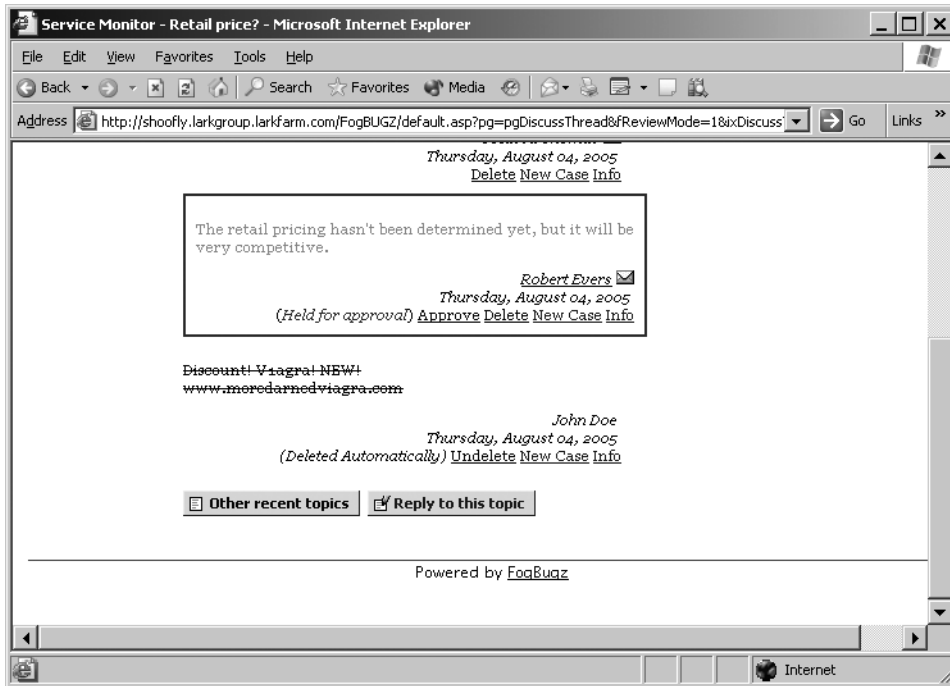 Service Monitor - Retail price? - Microsoft Internet Explorer
File Edit View Favorites Tools Help
Back Search Favorites Media
Address http://shoofly.larkgroup.larkfarm.com/FogBUGZ/default.asp?pg=pgDiscussThread&fReviewMode=1&ixDiscuss Go Links »
Thursday, August 04, 2005
Delete New Case Info
The retail pricing hasn't been determined yet, but it will be
very competitive.
Robert Evers
Thursday, August 04, 2005
(Held for approval) Approve Delete New Case Info
Discount! V1agra! NEW!
www.moredarnedviagra.com
John Doe
Thursday, August 04, 2005
(Deleted Automatically) Undelete New Case Info
Other recent topics Reply to this topic
Powered by FogBugz
Internet